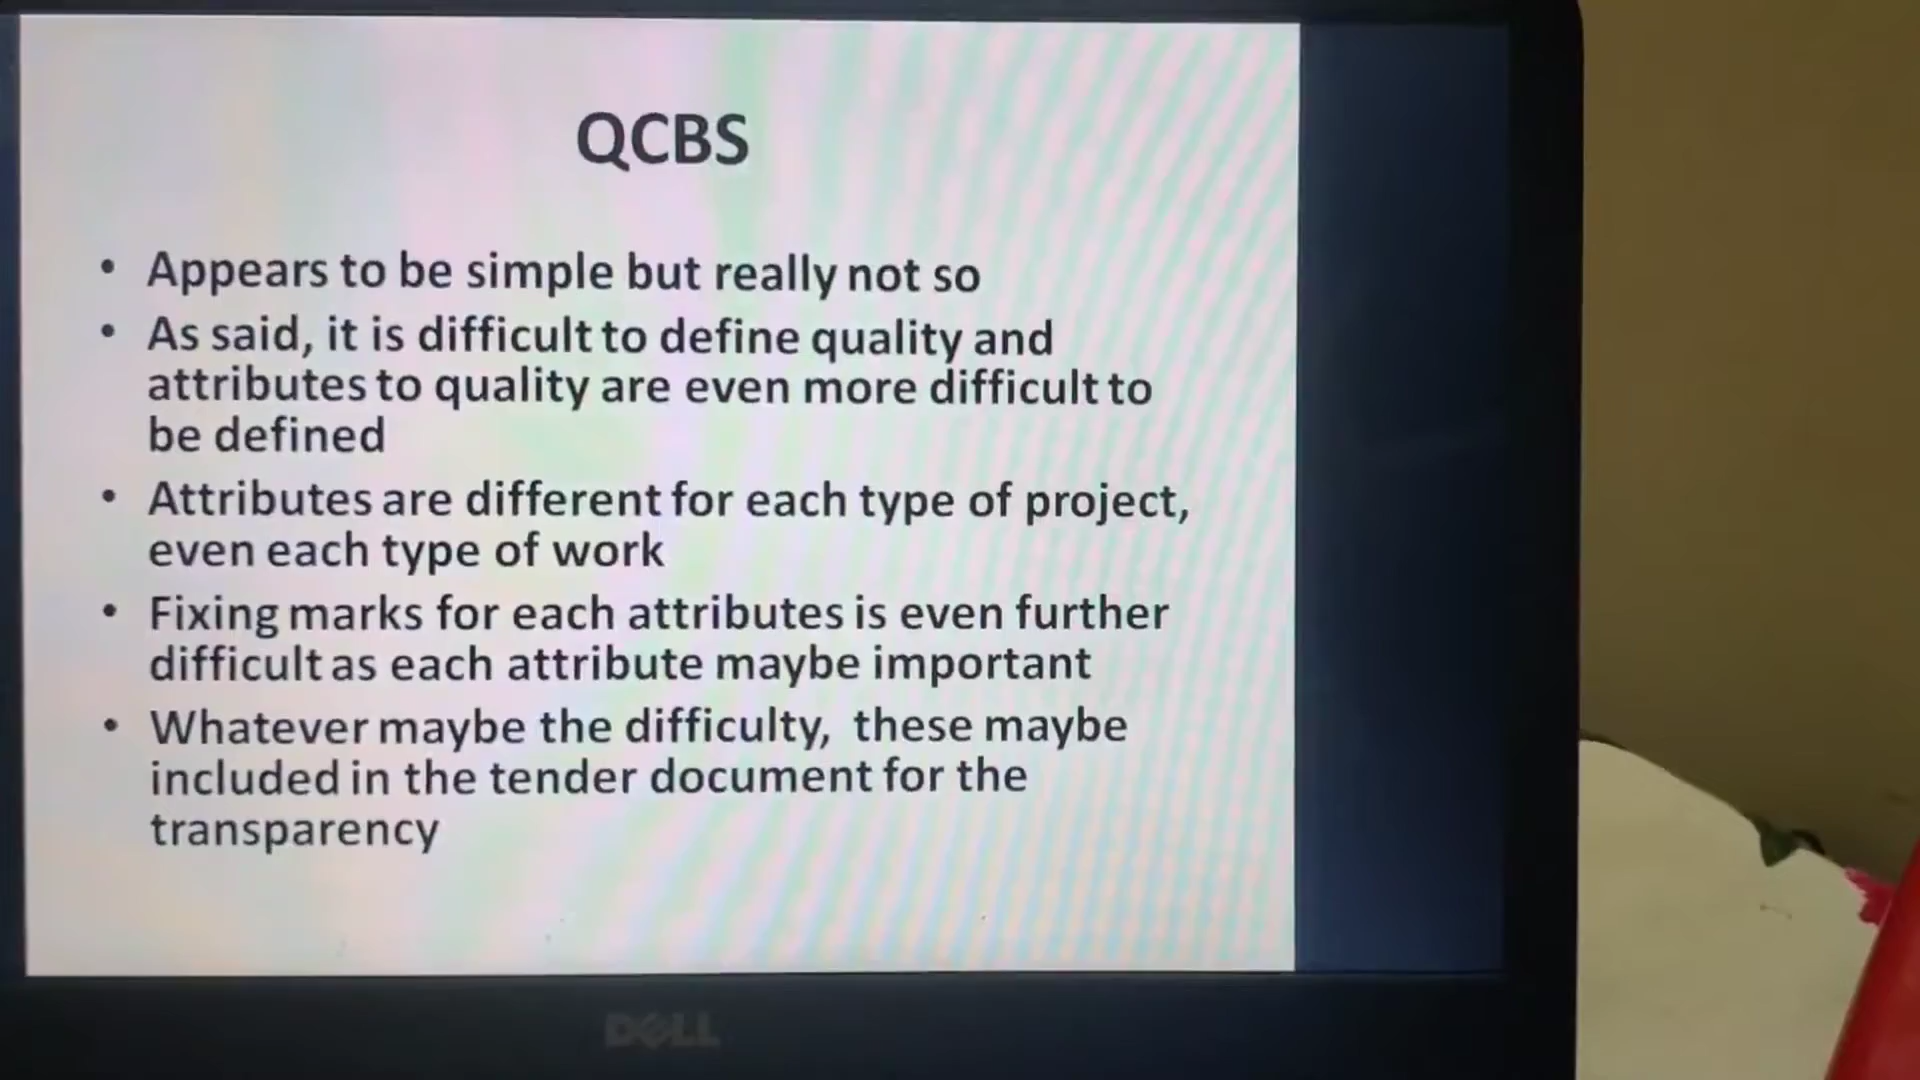 QCBS
• Appears to be simple but really not so
• As said, it is difficult to define quality and
attributes to quality are even more difficult to
be defined
• Attributes are different for each type of project,
even each type of work
• Fixing marks for each attributes is even further
difficult as each attribute maybe important
• Whatever maybe the difficulty, these maybe
included in the tender document for the
transparency
DELL